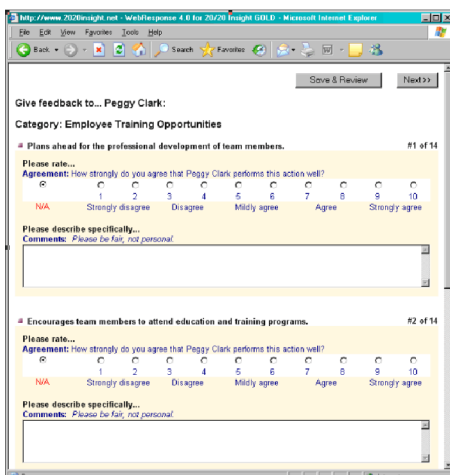 http://www.2020insight.net - WebResponse 4.0 for 20/20 Insight GOLD - Microsoft Internet Explorer
File Edit View Favorites Tools Help
Back Search Favorites
Save & Review Next>>
Give feedback to... Peggy Clark:
Category: Employee Training Opportunities
Plans ahead for the professional development of team members. #1 of 14
Please rate...
Agreement: How strongly do you agree that Peggy Clark performs this action well?
1 2 3 4 5 6 7 8 9 10
N/A Strongly disagree Disagree Mildly agree Agree Strongly agree
Please describe specifically...
Comments: Please be fair, not personal.
Encourages team members to attend education and training programs. #2 of 14
Please rate...
Agreement: How strongly do you agree that Peggy Clark performs this action well?
1 2 3 4 5 6 7 8 9 10
N/A Strongly disagree Disagree Mildly agree Agree Strongly agree
Please describe specifically...
Comments: Please be fair, not personal.